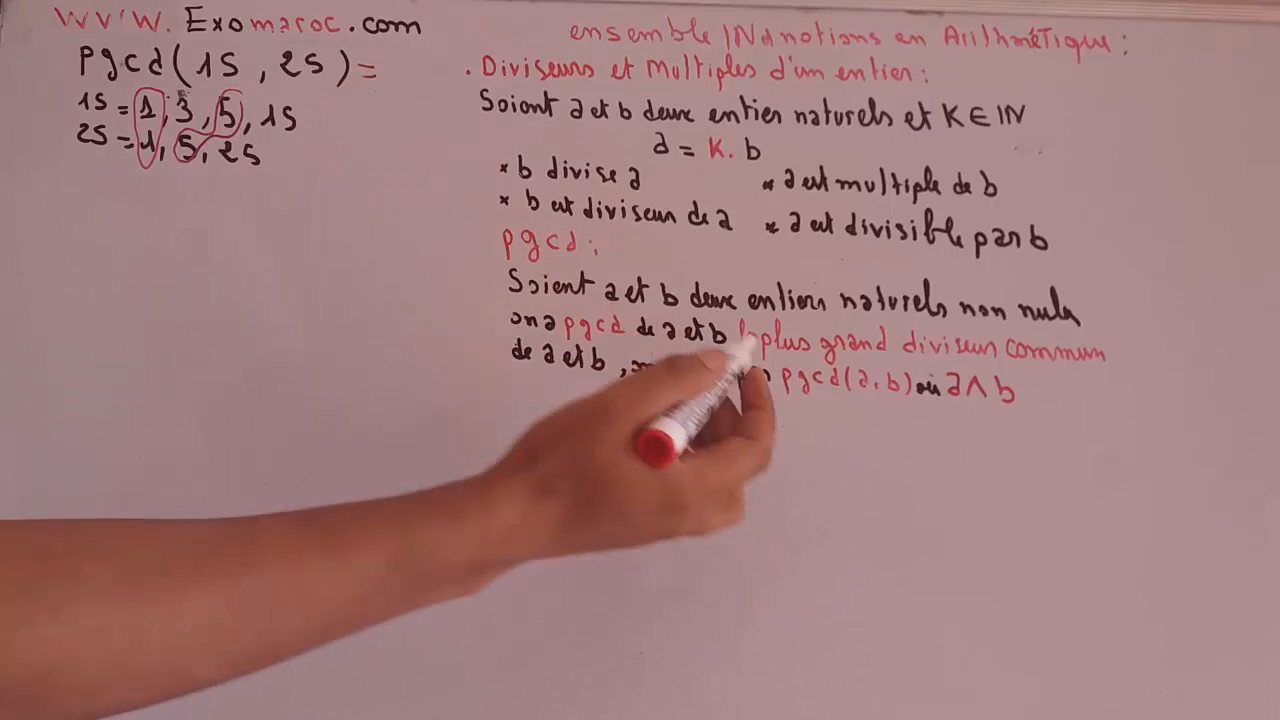 WVW. Exomaroc.com
pgcd(15, 25) =
15 = 1, 3, 5, 15
25 = 1, 5, 25
ensemble IN et notions en Arithmétique :
. Diviseurs et Multiples d'un entier :
Soient a et b deux entier naturels et K ∈ IN
a = K. b
* b divise a
* a est multiple de b
* b est diviseur de a
* a est divisible par b
pgcd :
Soient a et b deux entiers naturels non nuls
on a pgcd de a et b le plus grand diviseur commun
de a et b, pgcd(a, b) ou a ∧ b